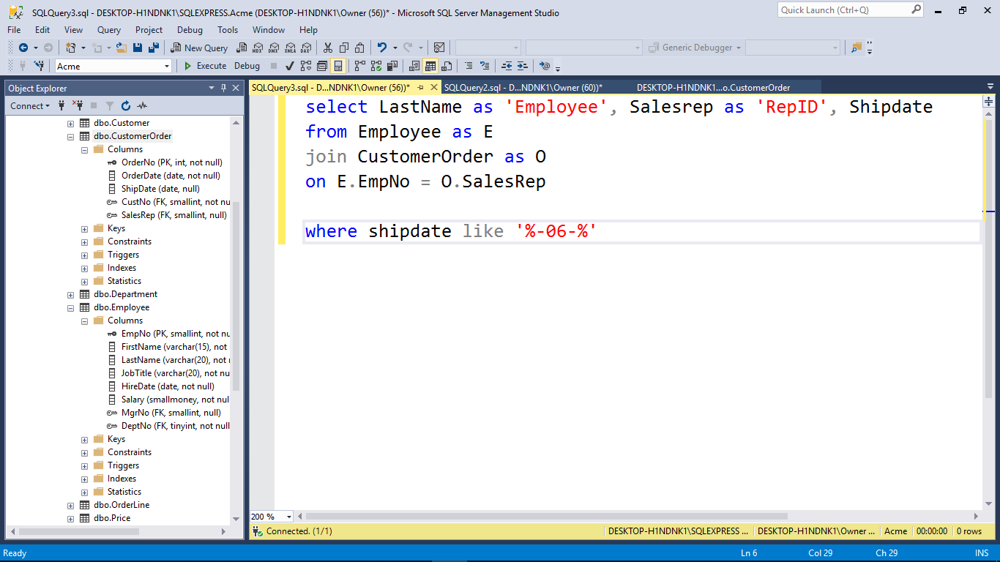 SQLQuery3.sql - DESKTOP-H1NDNK1\SQLEXPRESS.Acme (DESKTOP-H1NDNK1\Owner (56))* - Microsoft SQL Server Management Studio
Quick Launch (Ctrl+Q)
File Edit View Query Project Debug Tools Window Help
New Query MDX DMX XMLA DAX Generic Debugger
Acme Execute Debug
Object Explorer
Connect
dbo.Customer
dbo.CustomerOrder
Columns
OrderNo (PK, int, not null)
OrderDate (date, not null)
ShipDate (date, null)
CustNo (FK, smallint, not nu
SalesRep (FK, smallint, null)
Keys
Constraints
Triggers
Indexes
Statistics
dbo.Department
dbo.Employee
Columns
EmpNo (PK, smallint, not nu
FirstName (varchar(15), not
LastName (varchar(20), not
JobTitle (varchar(20), not nu
HireDate (date, not null)
Salary (smallmoney, not nul
MgrNo (FK, smallint, null)
DeptNo (FK, tinyint, not null
Keys
Constraints
Triggers
Indexes
Statistics
dbo.OrderLine
dbo.Price
SQLQuery3.sql - D...NDNK1\Owner (56))* SQLQuery2.sql - D...NDNK1\Owner (60))* DESKTOP-H1NDNK1...o.CustomerOrder
select LastName as 'Employee', Salesrep as 'RepID', Shipdate
from Employee as E
join CustomerOrder as O
on E.EmpNo = O.SalesRep
where shipdate like '%-06-%'
200 %
Connected. (1/1) DESKTOP-H1NDNK1\SQLEXPRESS ... DESKTOP-H1NDNK1\Owner ... Acme 00:00:00 0 rows
Ready Ln 6 Col 29 Ch 29 INS